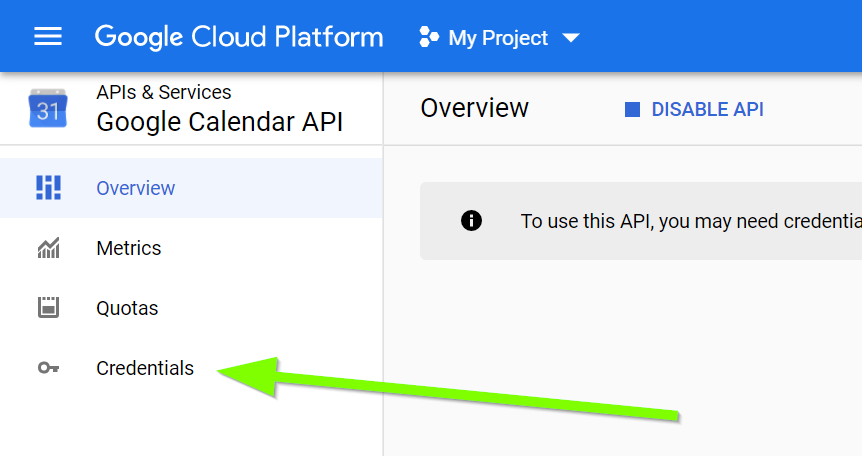 Google Cloud Platform
My Project
APIs & Services
31
Google Calendar API
Overview
DISABLE API
Overview
To use this API, you may need
Metrics
Quotas
Credentials